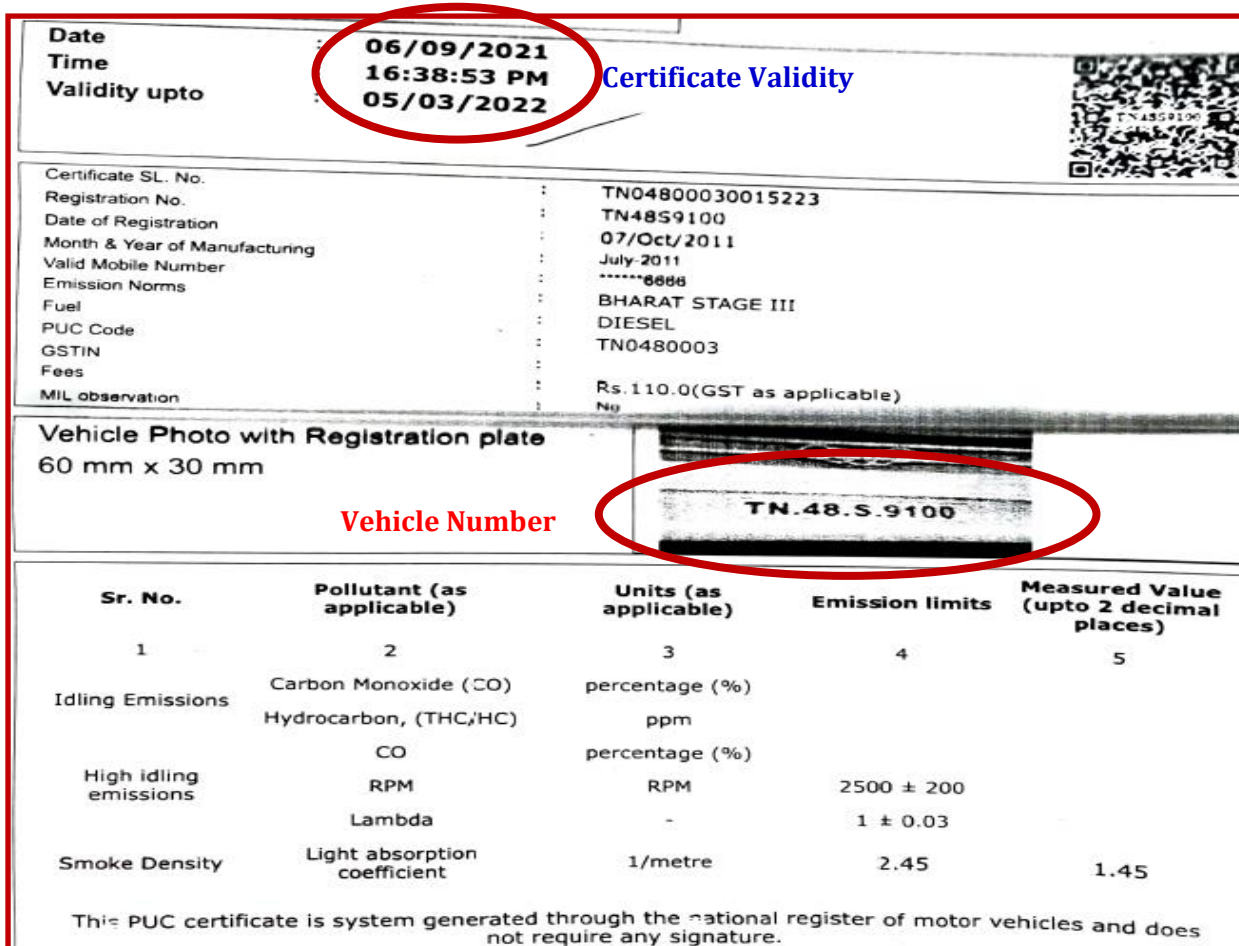 Date : 06/09/2021
Time : 16:38:53 PM
Validity upto : 05/03/2022
Certificate Validity
TN48S9100
Certificate SL. No. : TN04800030015223
Registration No. : TN48S9100
Date of Registration : 07/Oct/2011
Month & Year of Manufacturing : July-2011
Valid Mobile Number : ******6666
Emission Norms : BHARAT STAGE III
Fuel : DIESEL
PUC Code : TN0480003
GSTIN :
Fees : Rs.110.0(GST as applicable)
MIL observation : No
Vehicle Photo with Registration plate
60 mm x 30 mm
Vehicle Number
TN.48.S.9100
Sr. No. Pollutant (as applicable) Units (as applicable) Emission limits Measured Value (upto 2 decimal places)
1 2 3 4 5
Idling Emissions Carbon Monoxide (CO) percentage (%)
Hydrocarbon, (THC/HC) ppm
High idling emissions CO percentage (%)
RPM RPM 2500 ± 200
Lambda - 1 ± 0.03
Smoke Density Light absorption coefficient 1/metre 2.45 1.45
This PUC certificate is system generated through the national register of motor vehicles and does
not require any signature.